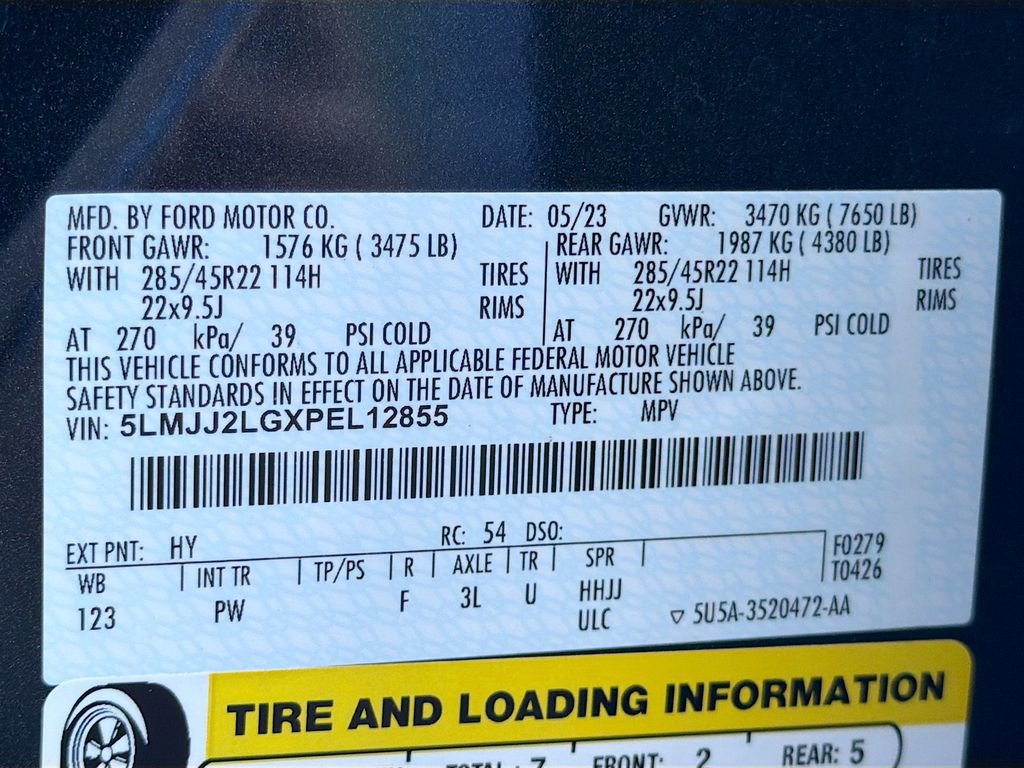 MFD. BY FORD MOTOR CO. DATE: 05/23 GVWR: 3470 KG ( 7650 LB)
FRONT GAWR: 1576 KG ( 3475 LB) REAR GAWR: 1987 KG ( 4380 LB)
WITH 285/45R22 114H TIRES WITH 285/45R22 114H TIRES
22x9.5J RIMS 22x9.5J RIMS
AT 270 kPa/ 39 PSI COLD AT 270 kPa/ 39 PSI COLD
THIS VEHICLE CONFORMS TO ALL APPLICABLE FEDERAL MOTOR VEHICLE
SAFETY STANDARDS IN EFFECT ON THE DATE OF MANUFACTURE SHOWN ABOVE.
VIN: 5LMJJ2LGXPEL12855 TYPE: MPV
EXT PNT: HY RC: 54 DSO: F0279
WB INT TR TP/PS R AXLE TR SPR T0426
123 PW F 3L U HHJJ
ULC ▽ 5U5A-3520472-AA
TIRE AND LOADING INFORMATION
TOTAL : 7 FRONT: 2 REAR: 5